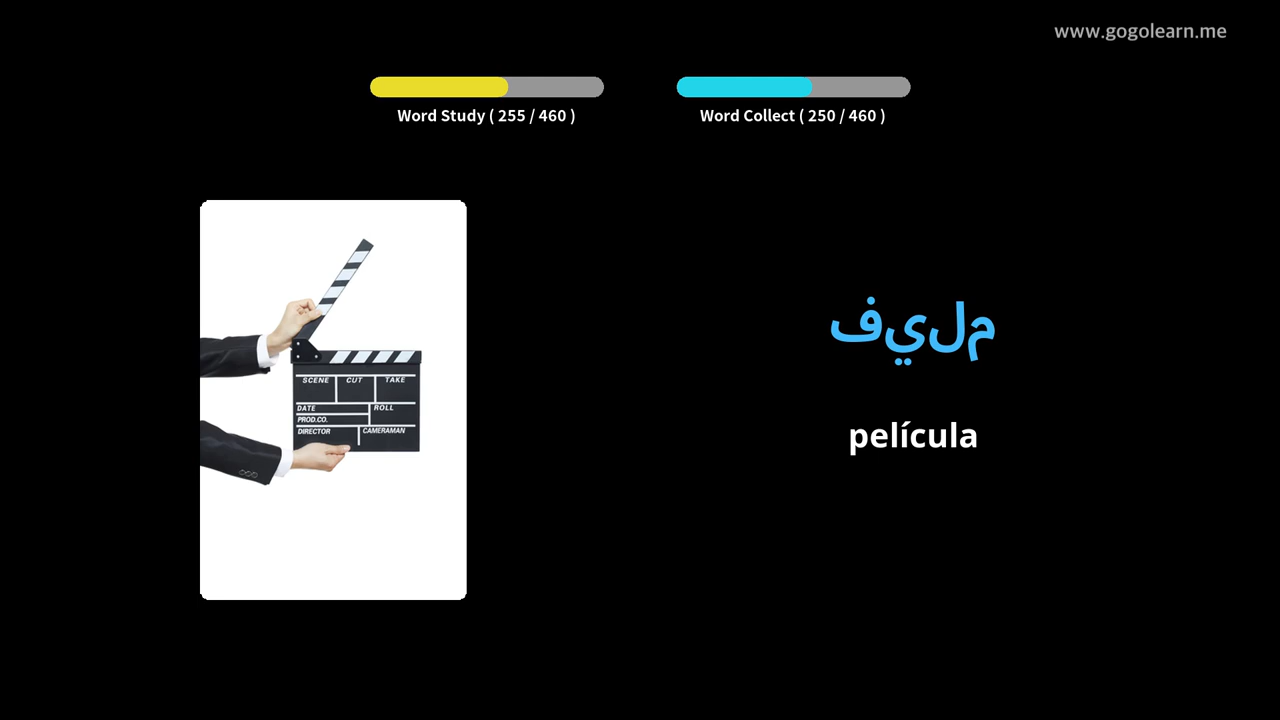 www.gogolearn.me
Word Study ( 255 / 460 )
Word Collect ( 250 / 460 )
SCENE CUT TAKE
DATE ROLL
PROD.CO.
DIRECTOR CAMERAMAN
فيلم
película